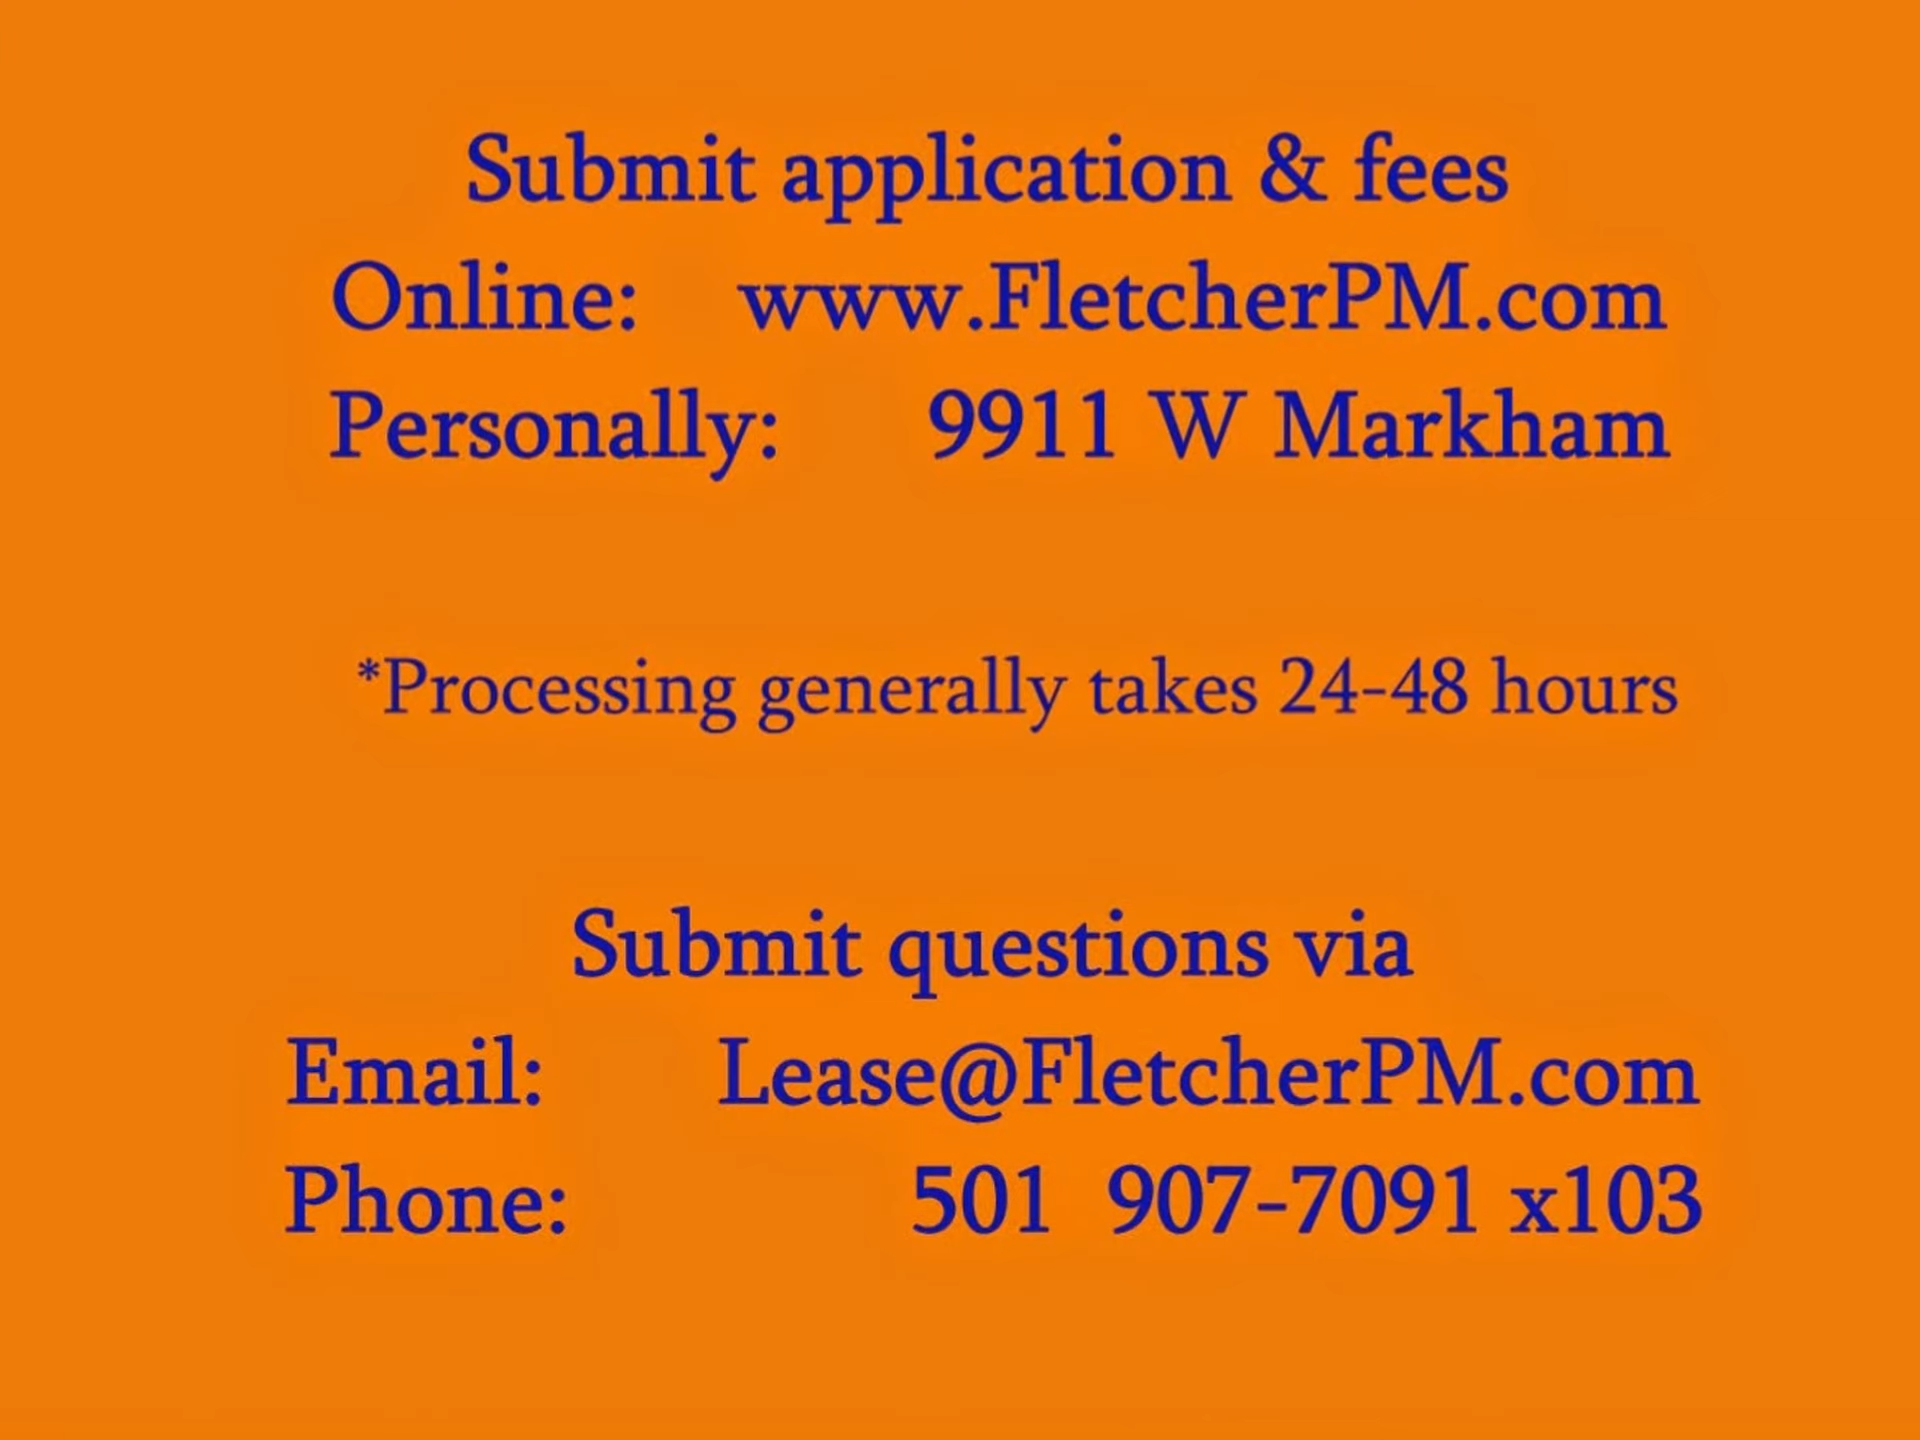 Submit application & fees
Online: www.FletcherPM.com
Personally: 9911 W Markham
*Processing generally takes 24-48 hours
Submit questions via
Email: Lease@FletcherPM.com
Phone: 501 907-7091 x103